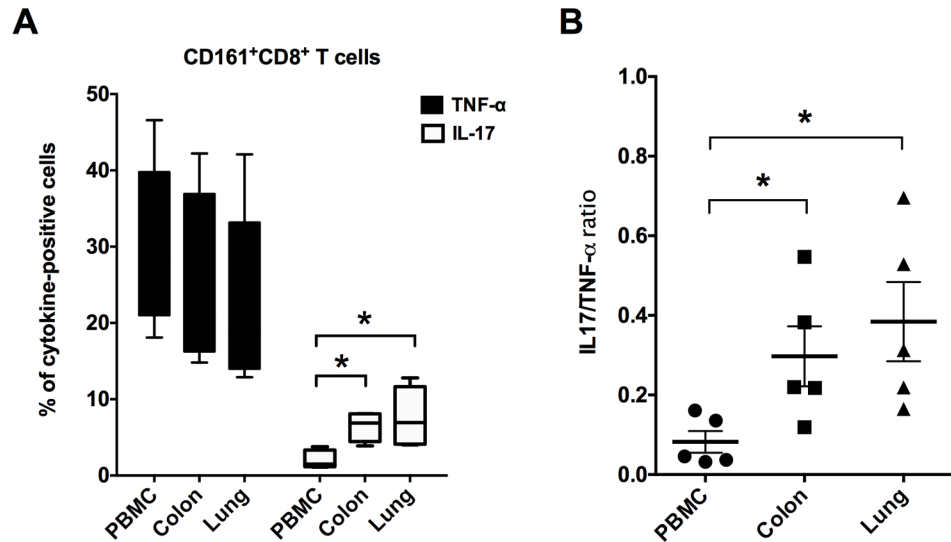 A
CD161⁺CD8⁺ T cells
TNF-α
IL-17
% of cytokine-positive cells
50
40
30
20
10
0
*
*
PBMC
Colon
Lung
PBMC
Colon
Lung
B
IL17/TNF-α ratio
1.0
0.8
0.6
0.4
0.2
0.0
*
*
PBMC
Colon
Lung